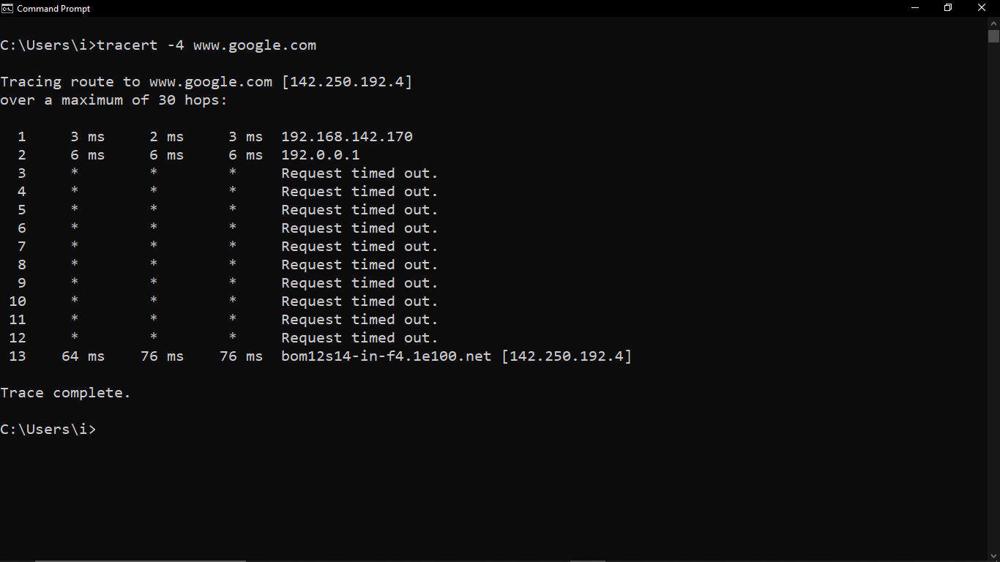 Command Prompt
C:\Users\i>tracert -4 www.google.com
Tracing route to www.google.com [142.250.192.4]
over a maximum of 30 hops:
1 3 ms 2 ms 3 ms 192.168.142.170
2 6 ms 6 ms 6 ms 192.0.0.1
3 * * * Request timed out.
4 * * * Request timed out.
5 * * * Request timed out.
6 * * * Request timed out.
7 * * * Request timed out.
8 * * * Request timed out.
9 * * * Request timed out.
10 * * * Request timed out.
11 * * * Request timed out.
12 * * * Request timed out.
13 64 ms 76 ms 76 ms bom12s14-in-f4.1e100.net [142.250.192.4]
Trace complete.
C:\Users\i>